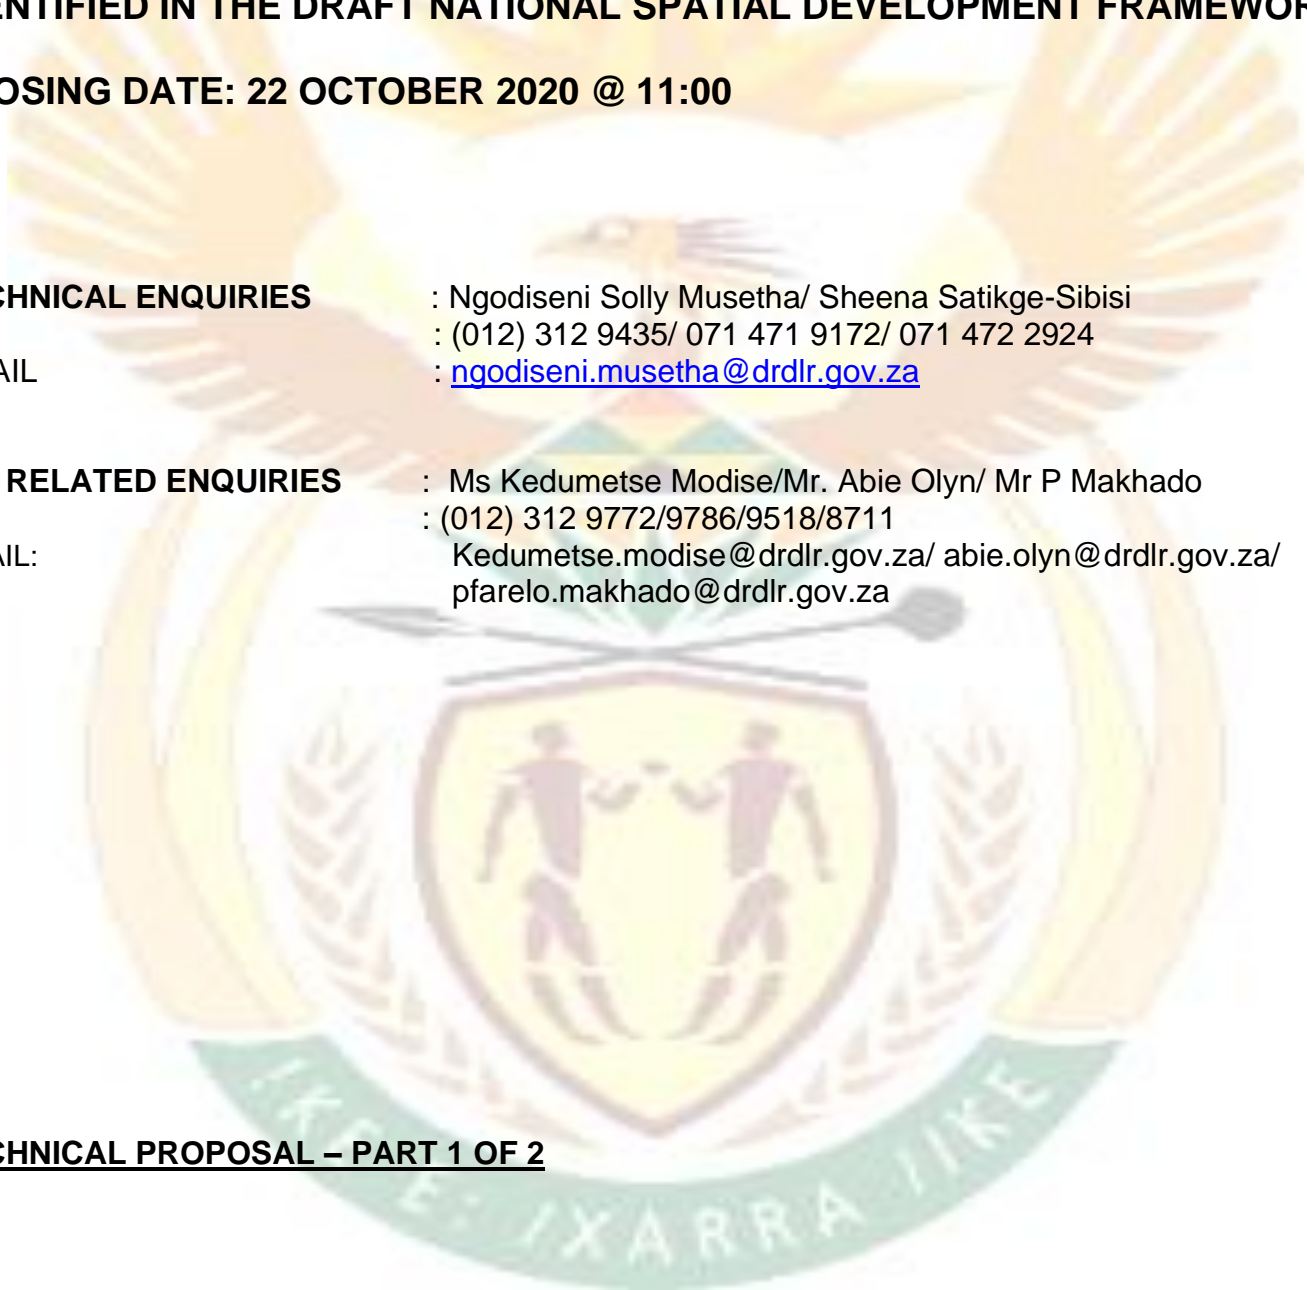 ENTIFIED IN THE DRAFT NATIONAL SPATIAL DEVELOPMENT FRAMEWOR
OSING DATE: 22 OCTOBER 2020 @ 11:00
CHNICAL ENQUIRIES : Ngodiseni Solly Musetha/ Sheena Satikge-Sibisi
: (012) 312 9435/ 071 471 9172/ 071 472 2924
AIL : ngodiseni.musetha@drdlr.gov.za
RELATED ENQUIRIES : Ms Kedumetse Modise/Mr. Abie Olyn/ Mr P Makhado
: (012) 312 9772/9786/9518/8711
AIL: Kedumetse.modise@drdlr.gov.za/ abie.olyn@drdlr.gov.za/
pfarelo.makhado@drdlr.gov.za
CHNICAL PROPOSAL – PART 1 OF 2
!KE E: /XARRA //KE